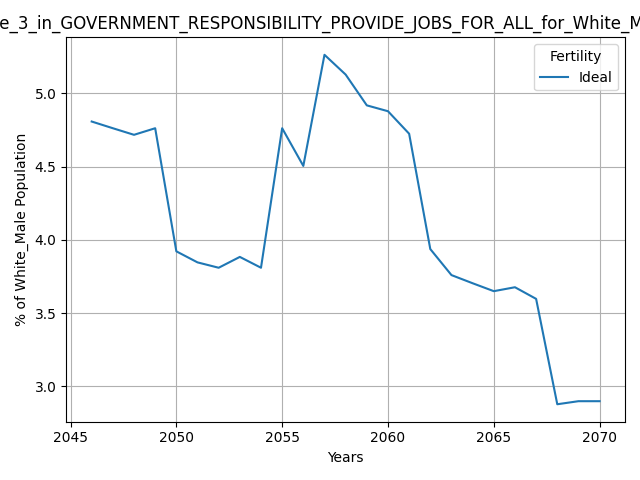 e_3_in_GOVERNMENT_RESPONSIBILITY_PROVIDE_JOBS_FOR_ALL_for_White_M
Fertility
Ideal
5.0
4.5
4.0
3.5
3.0
% of White_Male Population
2045 2050 2055 2060 2065 2070
Years